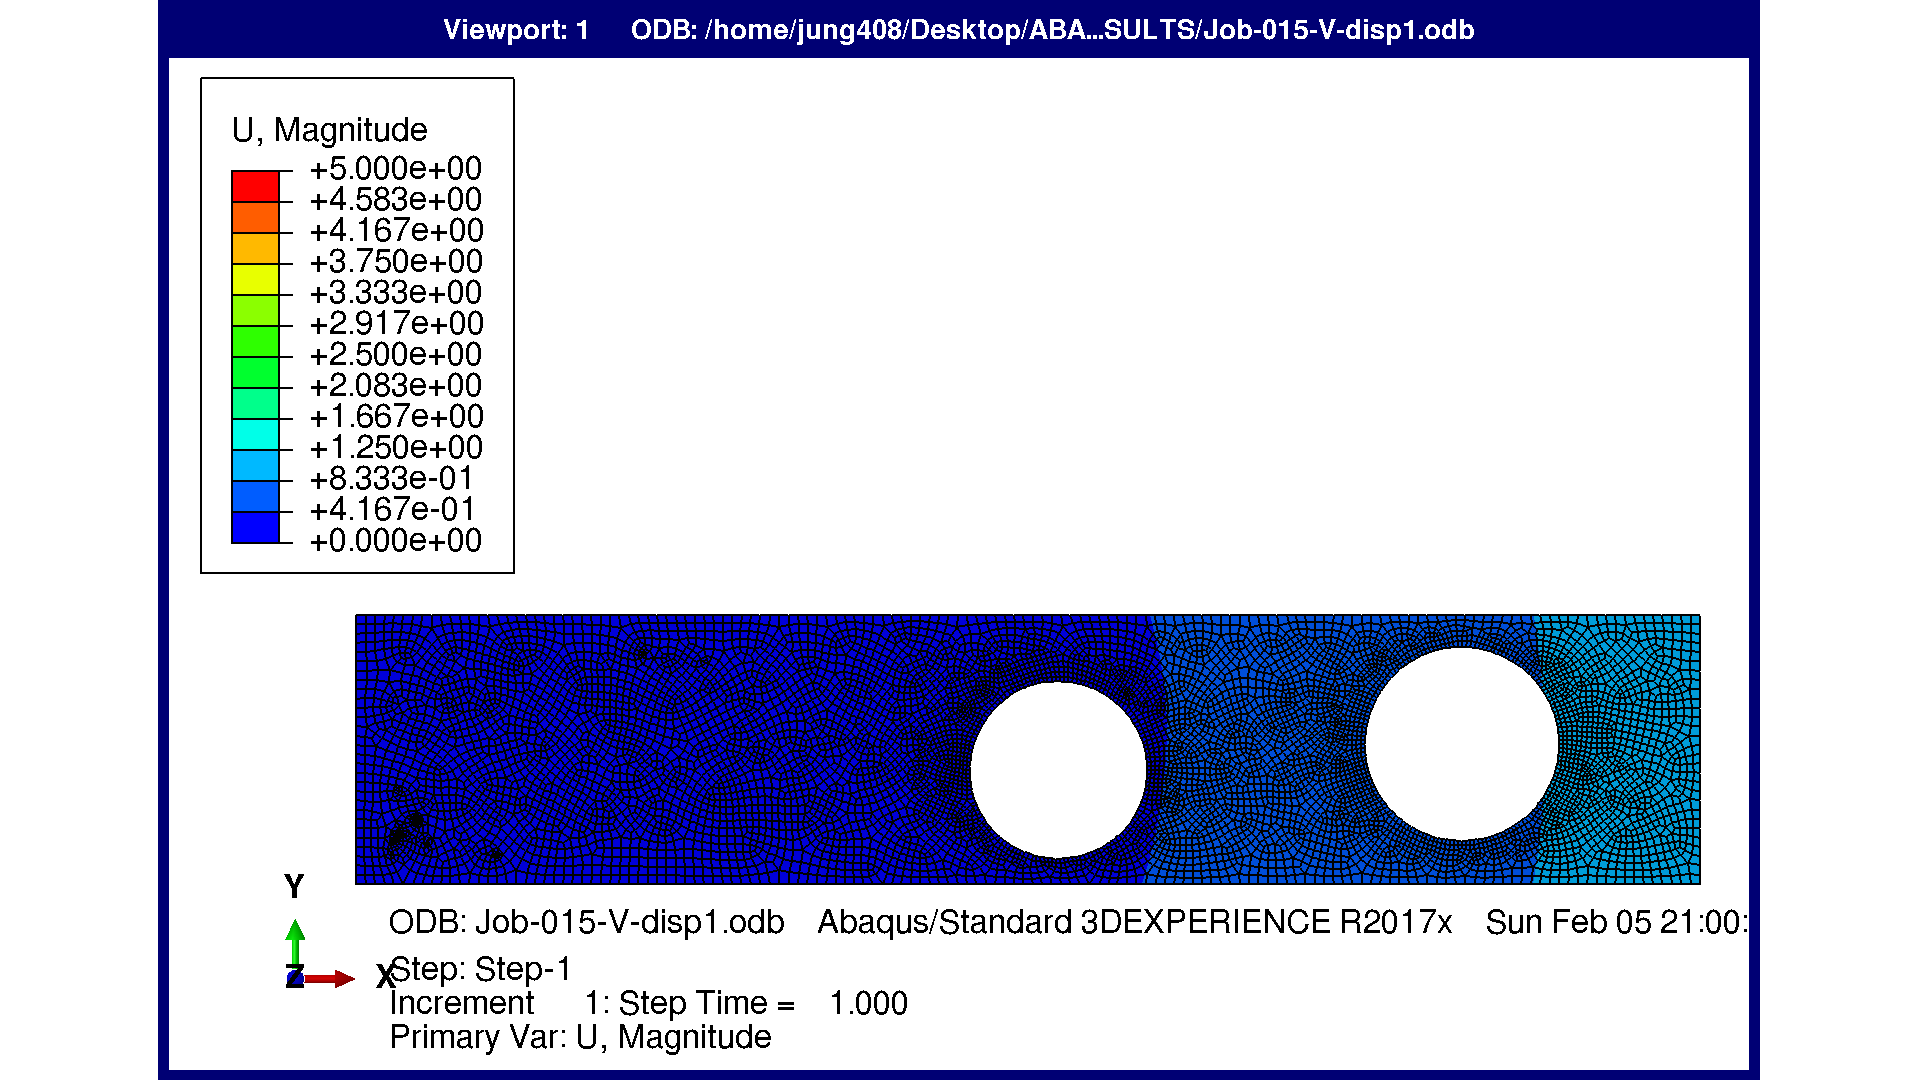 Viewport: 1 ODB: /home/jung408/Desktop/ABA...SULTS/Job-015-V-disp1.odb
U, Magnitude
+5.000e+00
+4.583e+00
+4.167e+00
+3.750e+00
+3.333e+00
+2.917e+00
+2.500e+00
+2.083e+00
+1.667e+00
+1.250e+00
+8.333e-01
+4.167e-01
+0.000e+00
Y
Z
X
ODB: Job-015-V-disp1.odb Abaqus/Standard 3DEXPERIENCE R2017x Sun Feb 05 21:00:
Step: Step-1
Increment 1: Step Time = 1.000
Primary Var: U, Magnitude